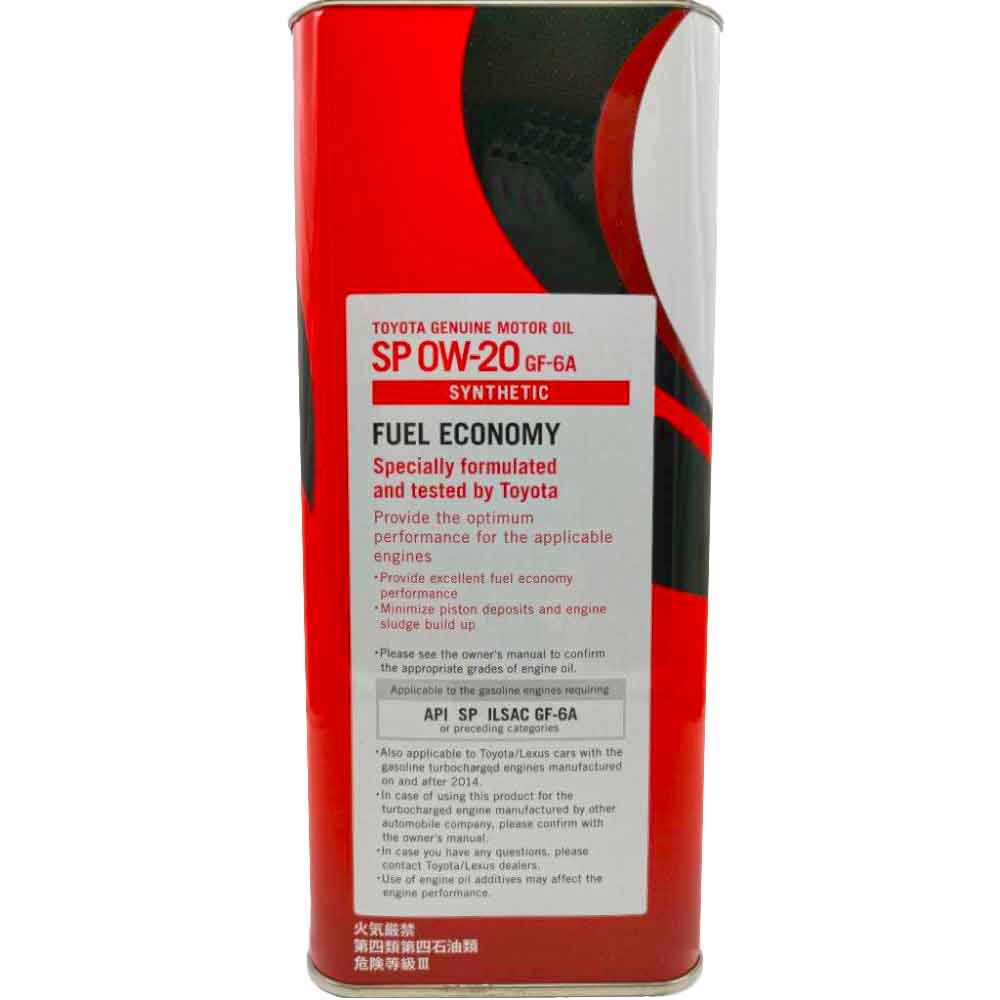 TOYOTA GENUINE MOTOR OIL
SP 0W-20 GF-6A
SYNTHETIC
FUEL ECONOMY
Specially formulated
and tested by Toyota
Provide the optimum
performance for the applicable
engines
・Provide excellent fuel economy
performance
・Minimize piston deposits and engine
sludge build up
・Please see the owner's manual to confirm
the appropriate grades of engine oil.
Applicable to the gasoline engines requiring
API SP ILSAC GF-6A
or preceding categories
・Also applicable to Toyota/Lexus cars with the
gasoline turbocharged engines manufactured
on and after 2014.
・In case of using this product for the
turbocharged engine manufactured by other
automobile company, please confirm with
the owner's manual.
・In case you have any questions, please
contact Toyota/Lexus dealers.
・Use of engine oil additives may affect the
engine performance.
火気厳禁
第四類第四石油類
危険等級Ⅲ